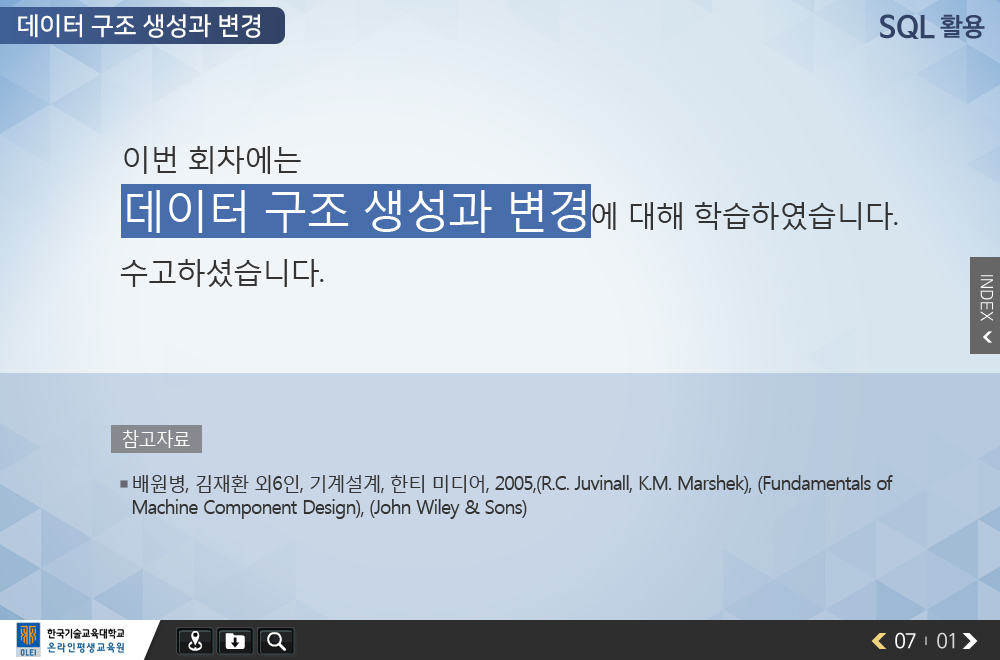 데이터 구조 생성과 변경
SQL 활용
이번 회차에는
데이터 구조 생성과 변경에 대해 학습하였습니다.
수고하셨습니다.
INDEX
참고자료
배원병, 김재환 외6인, 기계설계, 한티 미디어, 2005,(R.C. Juvinall, K.M. Marshek), (Fundamentals of
Machine Component Design), (John Wiley & Sons)
한국기술교육대학교
온라인평생교육원
OLEI
07 | 01